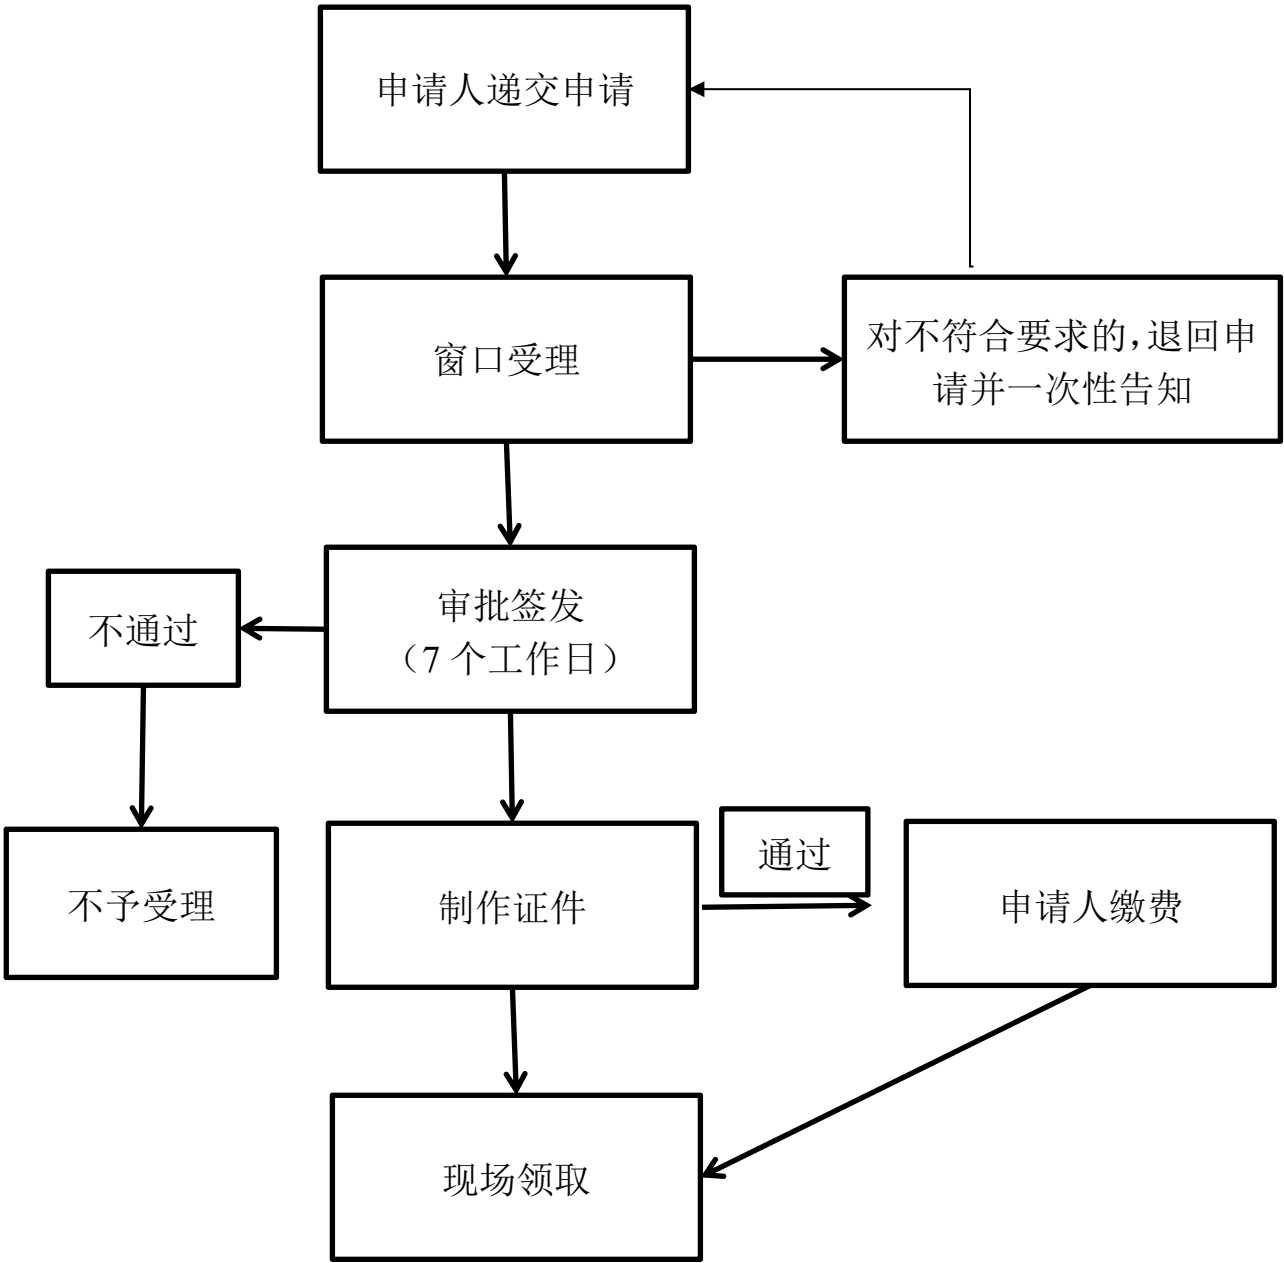 申请人递交申请
窗口受理
对不符合要求的,退回申
请并一次性告知
审批签发
（7 个工作日）
不通过
不予受理
制作证件
通过
申请人缴费
现场领取